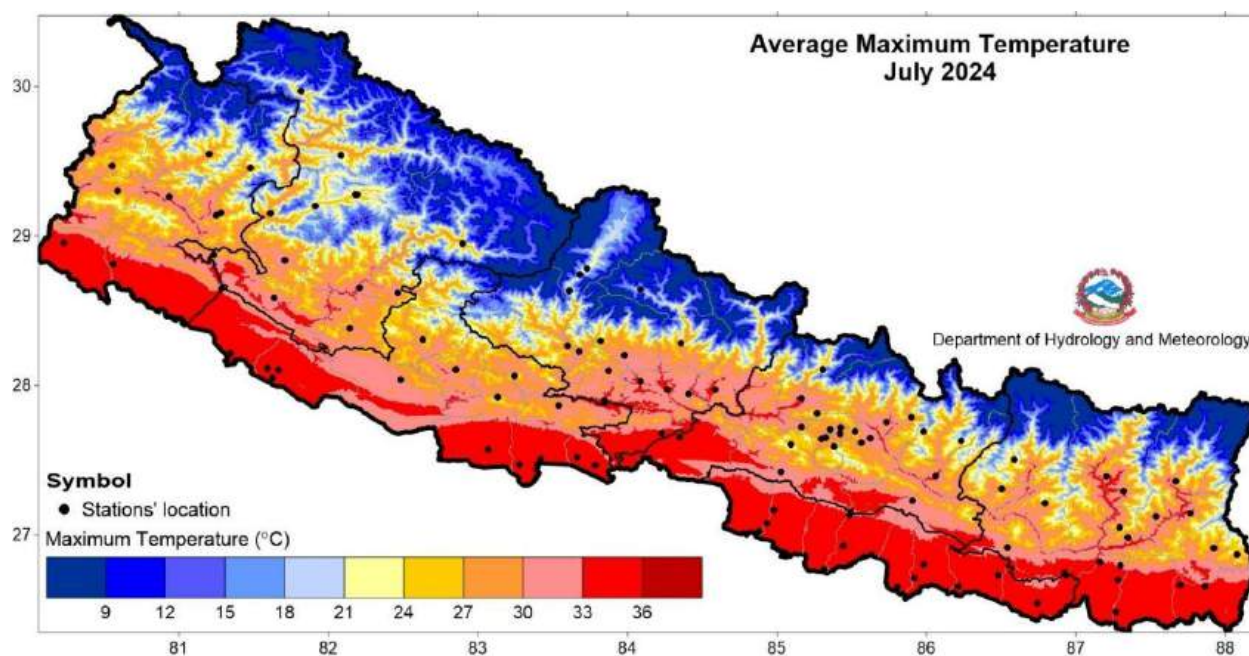 Average Maximum Temperature
July 2024
30
29
28
27
Department of Hydrology and Meteorology
Symbol
Stations' location
Maximum Temperature (°C)
9 12 15 18 21 24 27 30 33 36
81 82 83 84 85 86 87 88